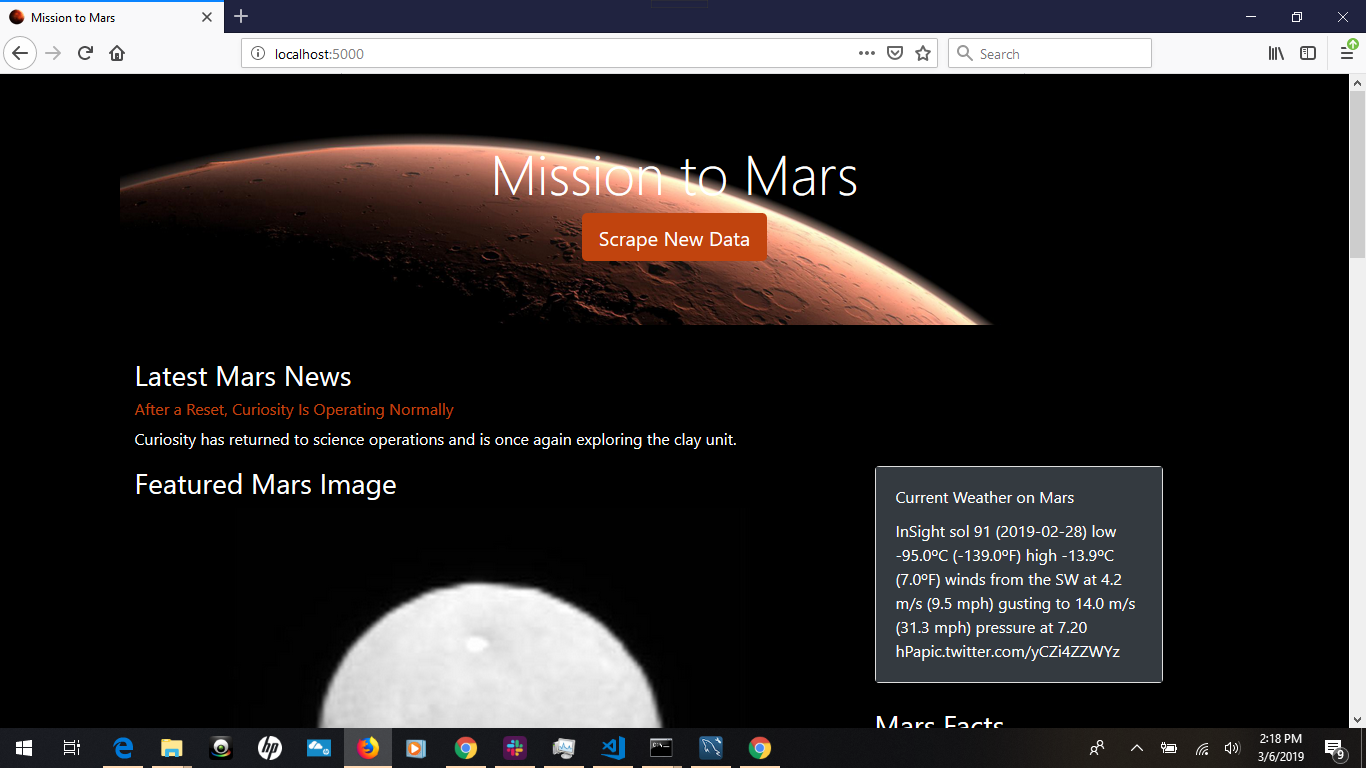 Mission to Mars
localhost:5000
Search
Mission to Mars
Scrape New Data
Latest Mars News
After a Reset, Curiosity Is Operating Normally
Curiosity has returned to science operations and is once again exploring the clay unit.
Featured Mars Image
Current Weather on Mars
InSight sol 91 (2019-02-28) low
-95.0ºC (-139.0ºF) high -13.9ºC
(7.0ºF) winds from the SW at 4.2
m/s (9.5 mph) gusting to 14.0 m/s
(31.3 mph) pressure at 7.20
hPapic.twitter.com/yCZi4ZZWYz
Mars Facts
hp
2:18 PM
3/6/2019
9